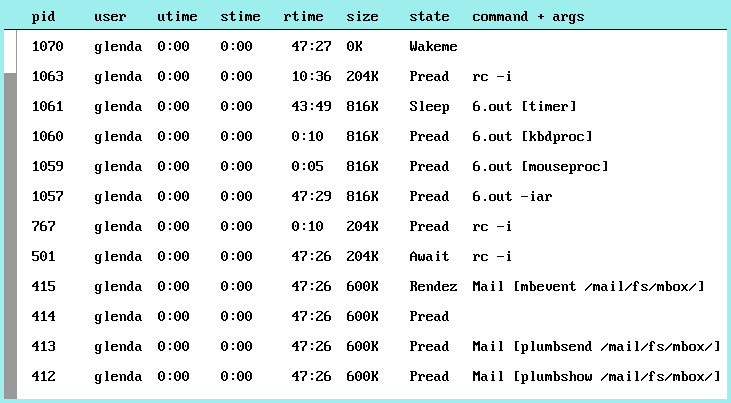 pid user utime stime rtime size state command + args
1070 glenda 0:00 0:00 47:27 0K Wakeme
1063 glenda 0:00 0:00 10:36 204K Pread rc -i
1061 glenda 0:00 0:00 43:49 816K Sleep 6.out [timer]
1060 glenda 0:00 0:00 0:10 816K Pread 6.out [kbdproc]
1059 glenda 0:00 0:00 0:05 816K Pread 6.out [mouseproc]
1057 glenda 0:00 0:00 47:29 816K Pread 6.out -iar
767 glenda 0:00 0:00 0:10 204K Pread rc -i
501 glenda 0:00 0:00 47:26 204K Await rc -i
415 glenda 0:00 0:00 47:26 600K Rendez Mail [mbevent /mail/fs/mbox/]
414 glenda 0:00 0:00 47:26 600K Pread
413 glenda 0:00 0:00 47:26 600K Pread Mail [plumbsend /mail/fs/mbox/]
412 glenda 0:00 0:00 47:26 600K Pread Mail [plumbshow /mail/fs/mbox/]